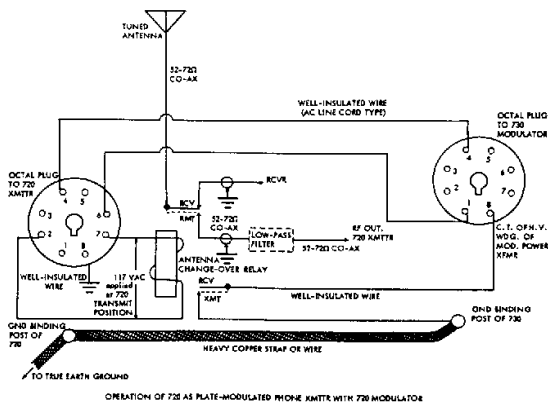 TUNED
ANTENNA
52-72Ω
CO-AX
WELL-INSULATED WIRE
(AC LINE CORD TYPE)
OCTAL PLUG
TO 730
MODULATOR
4 5
3 6
2 7
1 8
OCTAL PLUG
TO 720
XMTTR
4 5
3 6
2 7
1 8
RCV
XMT
RCVR
52-72Ω
CO-AX
LOW-PASS
FILTER
RF OUT.
720 XMTTR
52-72Ω CO-AX
C.T. OF H.V.
WDG. OF
MOD. POWER
XFMR
WELL-INSULATED
WIRE
117 VAC
applied
at 720
TRANSMIT
POSITION.
ANTENNA
CHANGE-OVER RELAY
RCV
XMT
WELL-INSULATED WIRE
GND BINDING
POST OF 720
GND BINDING
POST OF 730
HEAVY COPPER STRAP OR WIRE
TO TRUE EARTH GROUND
OPERATION OF 720 AS PLATE-MODULATED PHONE XMTTR WITH 730 MODULATOR